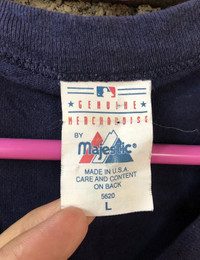 GENUINE
MERCHANDISE
BY
Majestic®
MADE IN U.S.A.
CARE AND CONTENT
ON BACK
5620
L